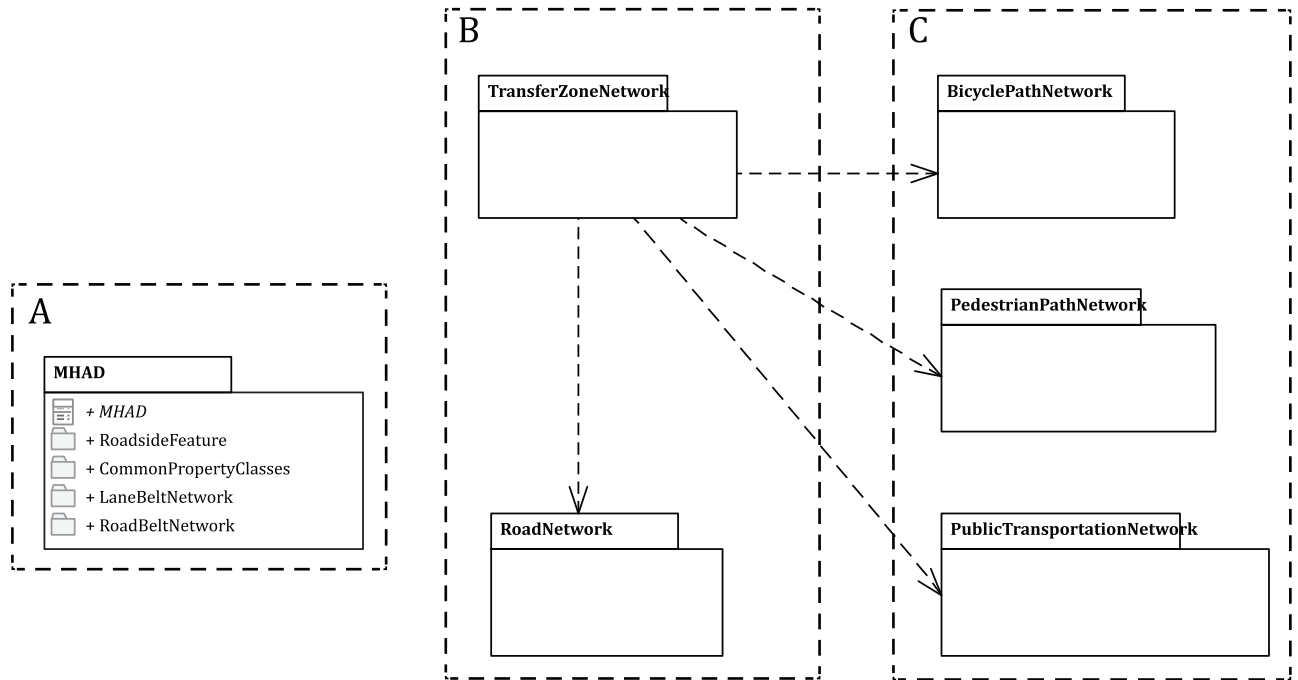 A
MHAD
+ MHAD
+ RoadsideFeature
+ CommonPropertyClasses
+ LaneBeltNetwork
+ RoadBeltNetwork
B
TransferZoneNetwork
RoadNetwork
C
BicyclePathNetwork
PedestrianPathNetwork
PublicTransportationNetwork